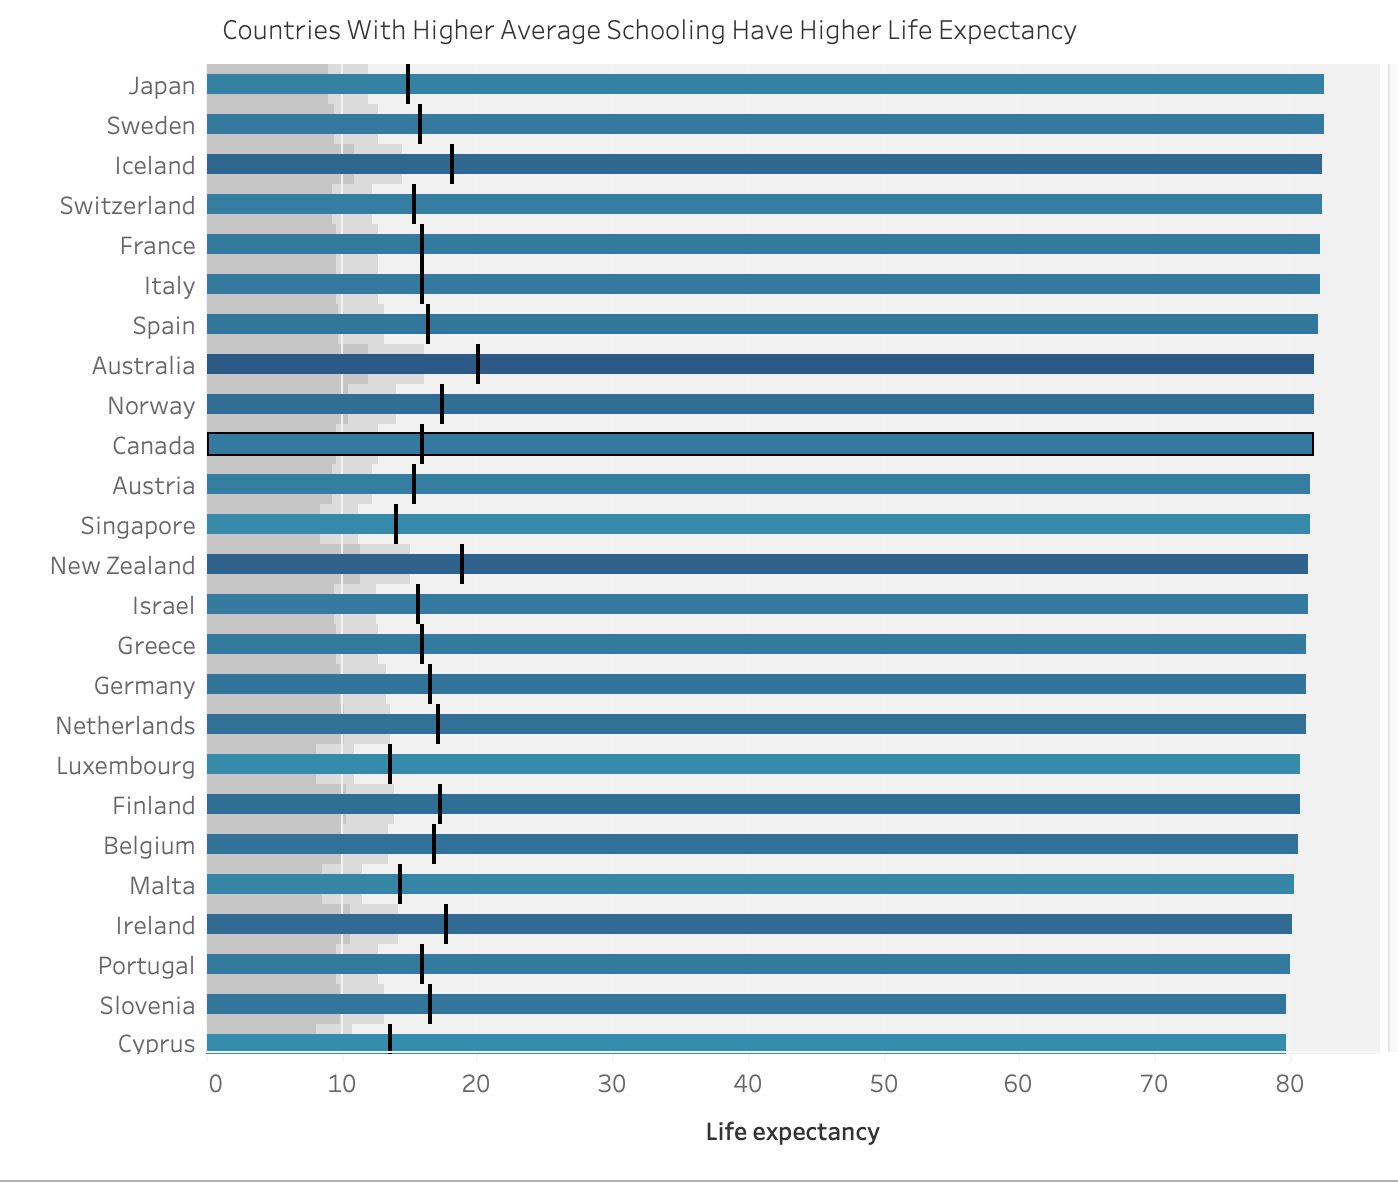 Countries With Higher Average Schooling Have Higher Life Expectancy
Japan
Sweden
Iceland
Switzerland
France
Italy
Spain
Australia
Norway
Canada
Austria
Singapore
New Zealand
Israel
Greece
Germany
Netherlands
Luxembourg
Finland
Belgium
Malta
Ireland
Portugal
Slovenia
Cyprus
0 10 20 30 40 50 60 70 80
Life expectancy